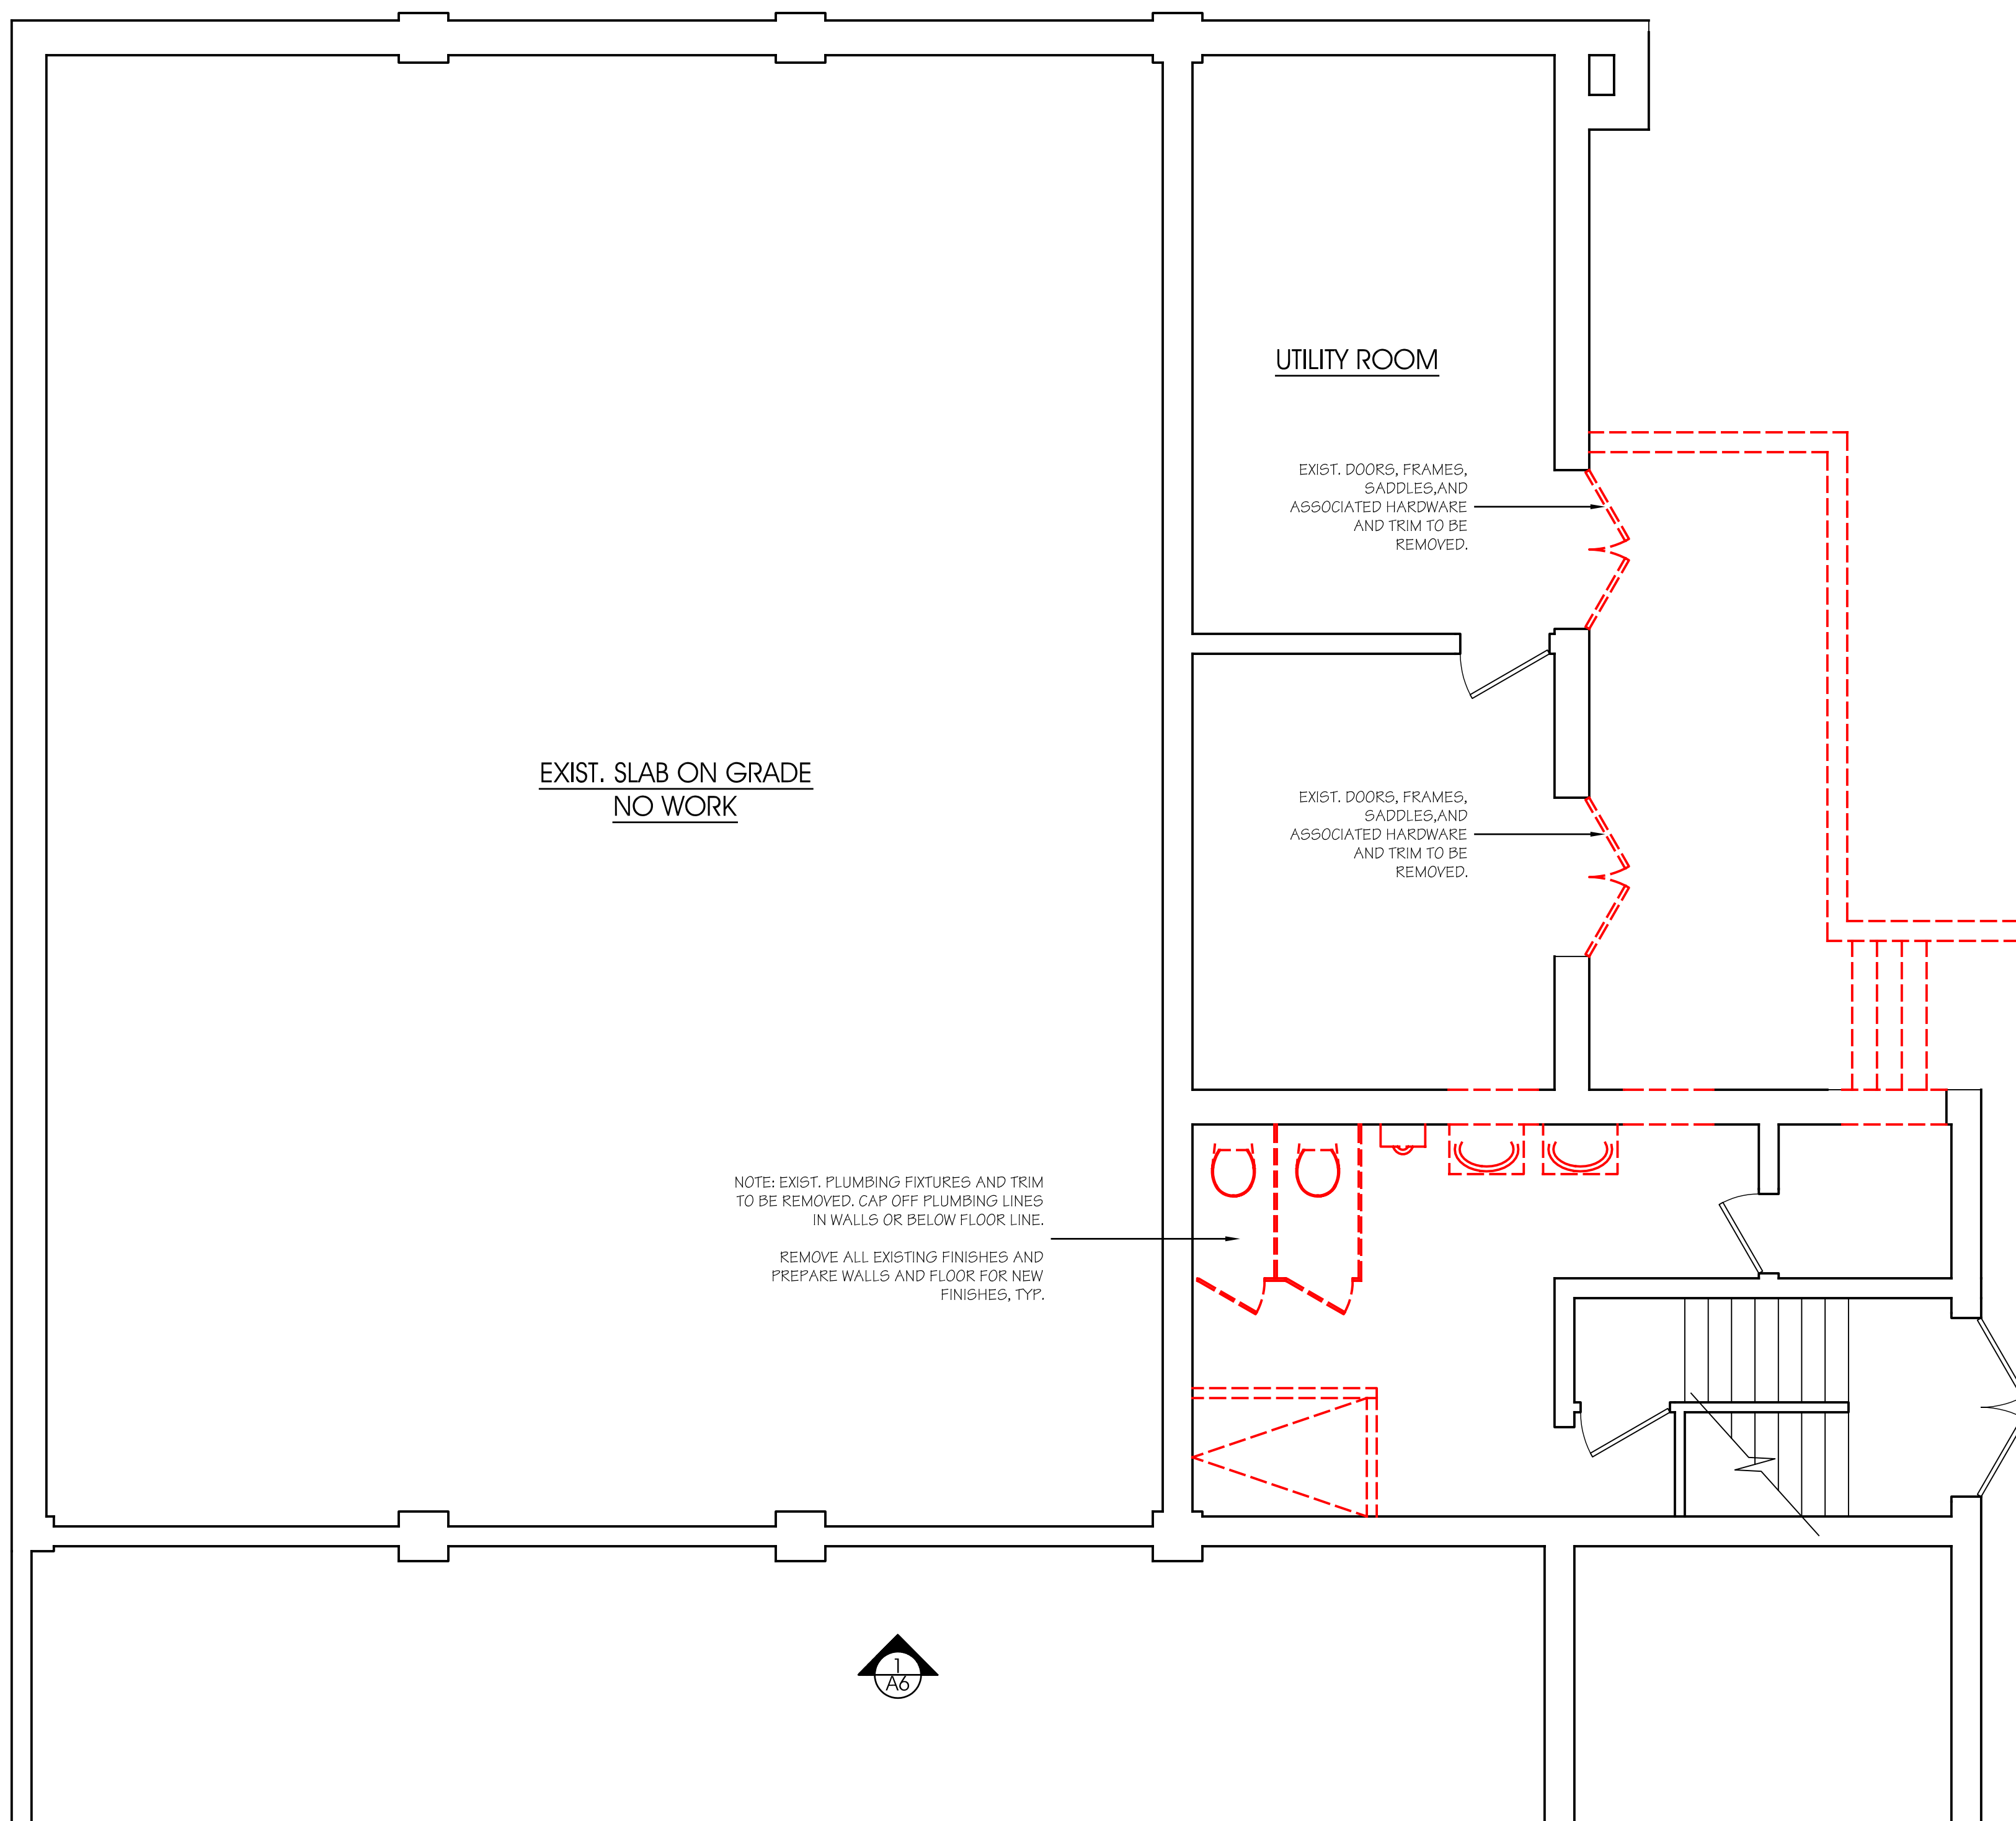 UTILITY ROOM
EXIST. DOORS, FRAMES,
SADDLES,AND
ASSOCIATED HARDWARE
AND TRIM TO BE
REMOVED.
EXIST. SLAB ON GRADE
NO WORK
EXIST. DOORS, FRAMES,
SADDLES,AND
ASSOCIATED HARDWARE
AND TRIM TO BE
REMOVED.
NOTE: EXIST. PLUMBING FIXTURES AND TRIM
TO BE REMOVED. CAP OFF PLUMBING LINES
IN WALLS OR BELOW FLOOR LINE.
REMOVE ALL EXISTING FINISHES AND
PREPARE WALLS AND FLOOR FOR NEW
FINISHES, TYP.
1
A6